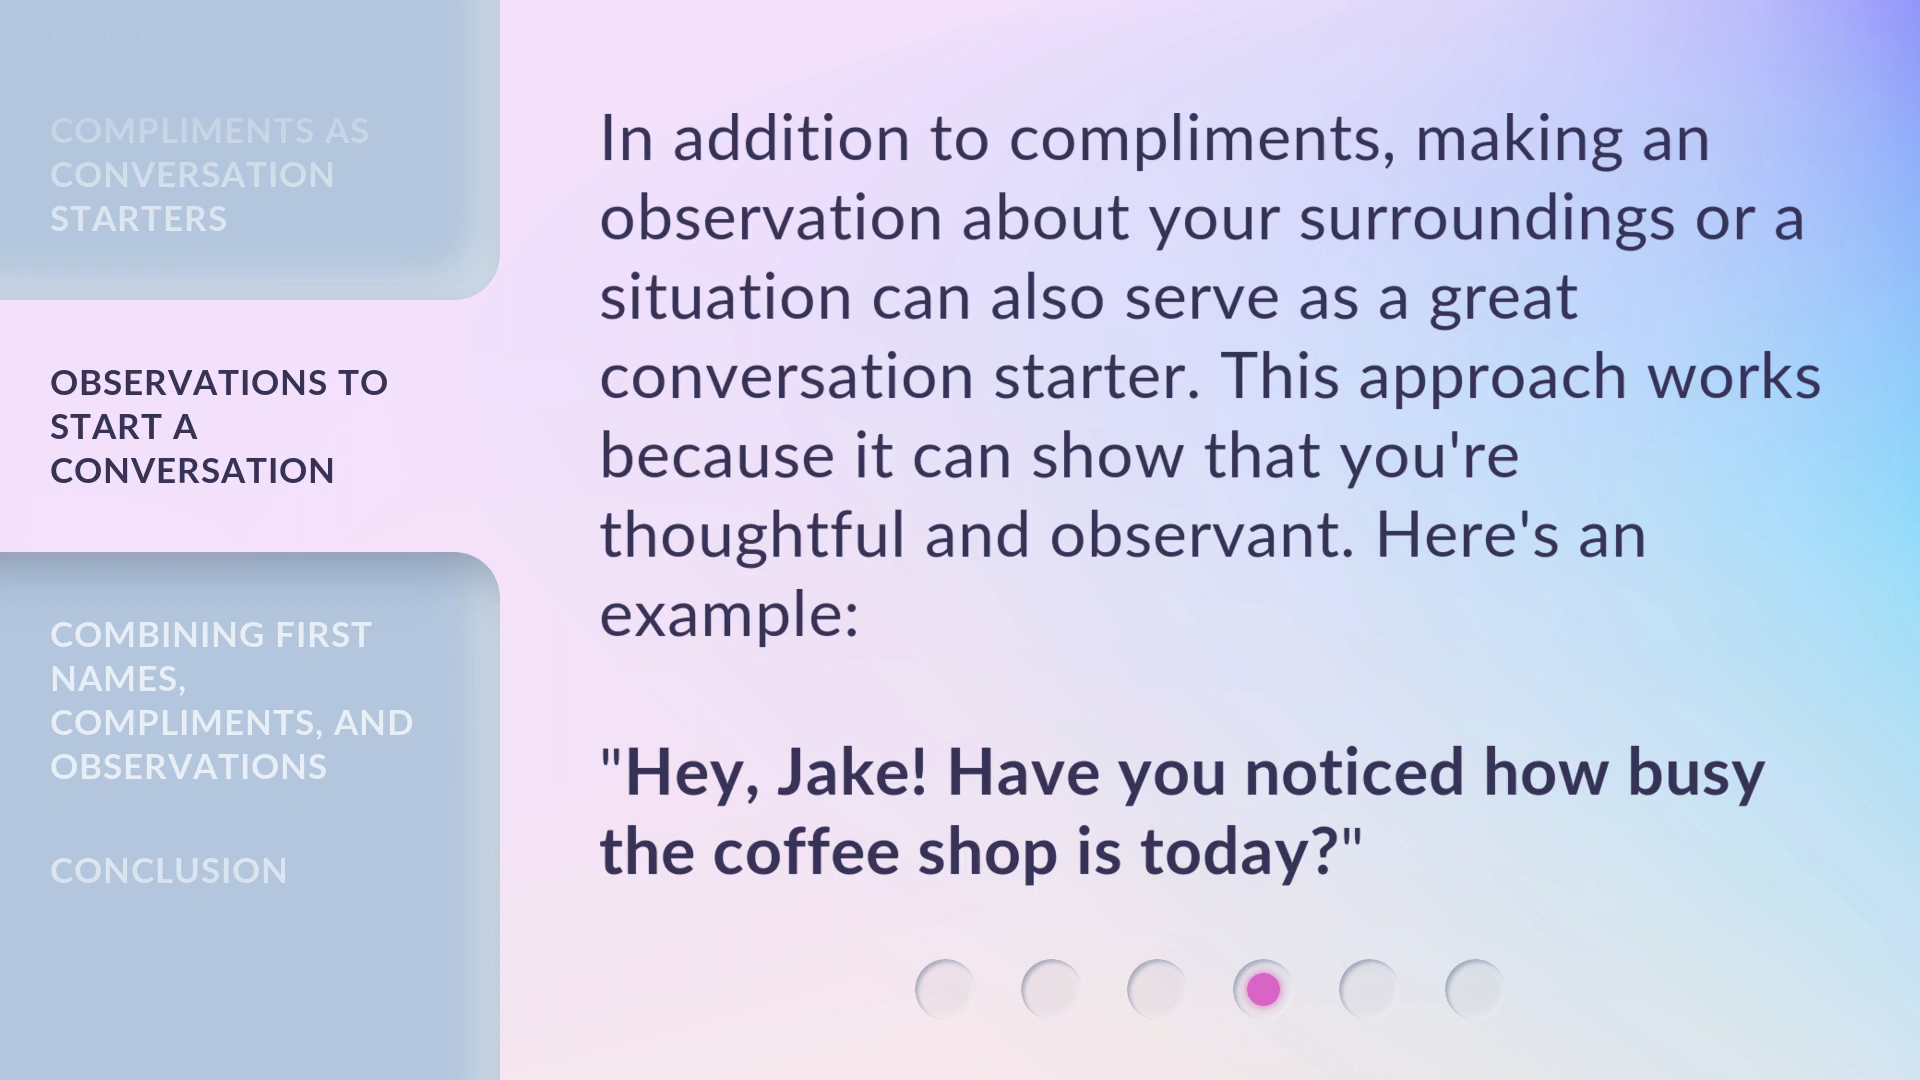 COMPLIMENTS AS
CONVERSATION
STARTERS
OBSERVATIONS TO
START A
CONVERSATION
COMBINING FIRST
NAMES,
COMPLIMENTS, AND
OBSERVATIONS
CONCLUSION
In addition to compliments, making an
observation about your surroundings or a
situation can also serve as a great
conversation starter. This approach works
because it can show that you're
thoughtful and observant. Here's an
example:
"Hey, Jake! Have you noticed how busy
the coffee shop is today?"